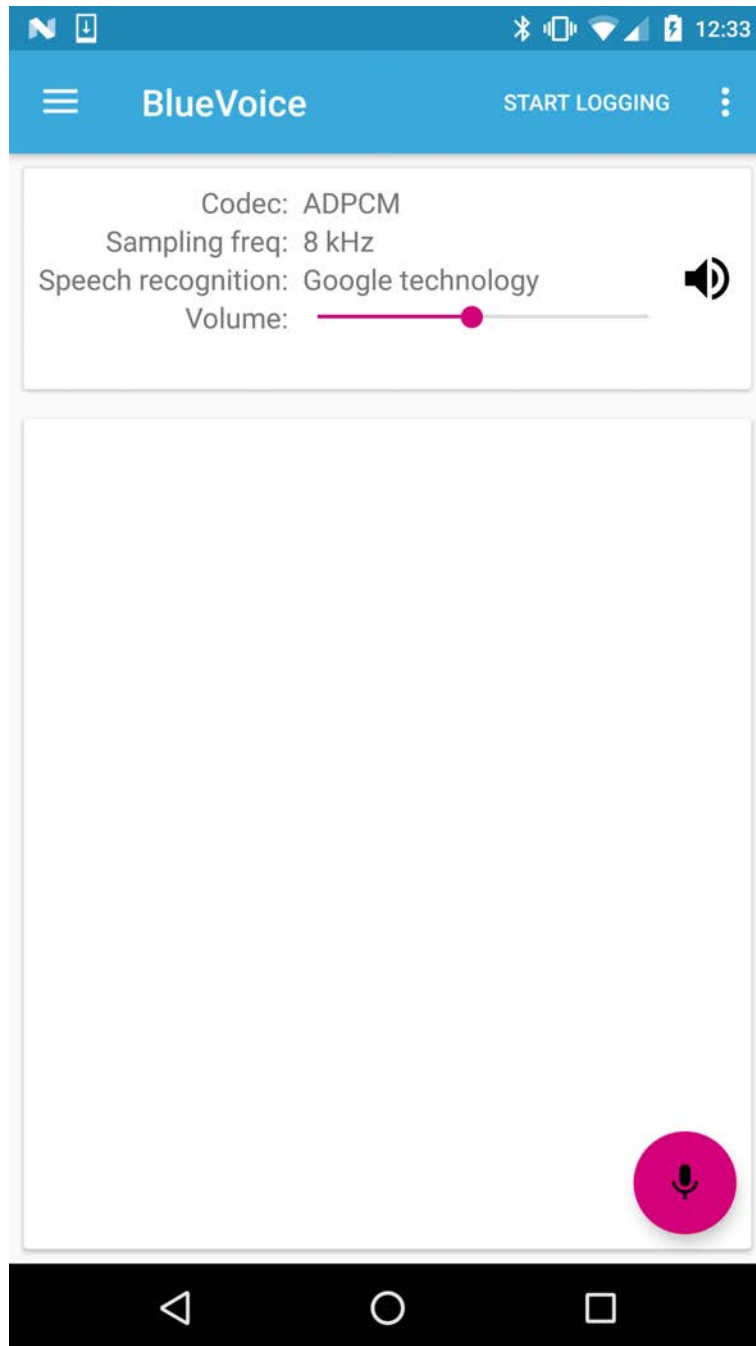 12:33
BlueVoice START LOGGING
Codec: ADPCM
Sampling freq: 8 kHz
Speech recognition: Google technology
Volume: